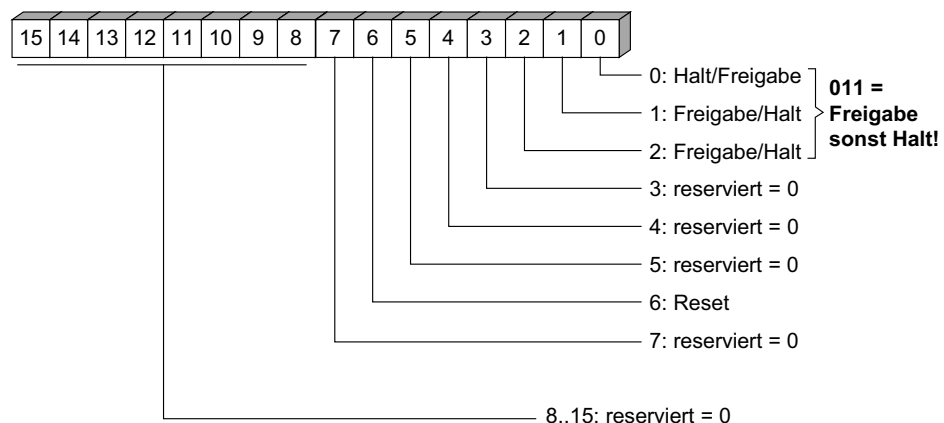 15 14 13 12 11 10 9 8 7 6 5 4 3 2 1 0
0: Halt/Freigabe
1: Freigabe/Halt
2: Freigabe/Halt
011 =
Freigabe
sonst Halt!
3: reserviert = 0
4: reserviert = 0
5: reserviert = 0
6: Reset
7: reserviert = 0
8..15: reserviert = 0